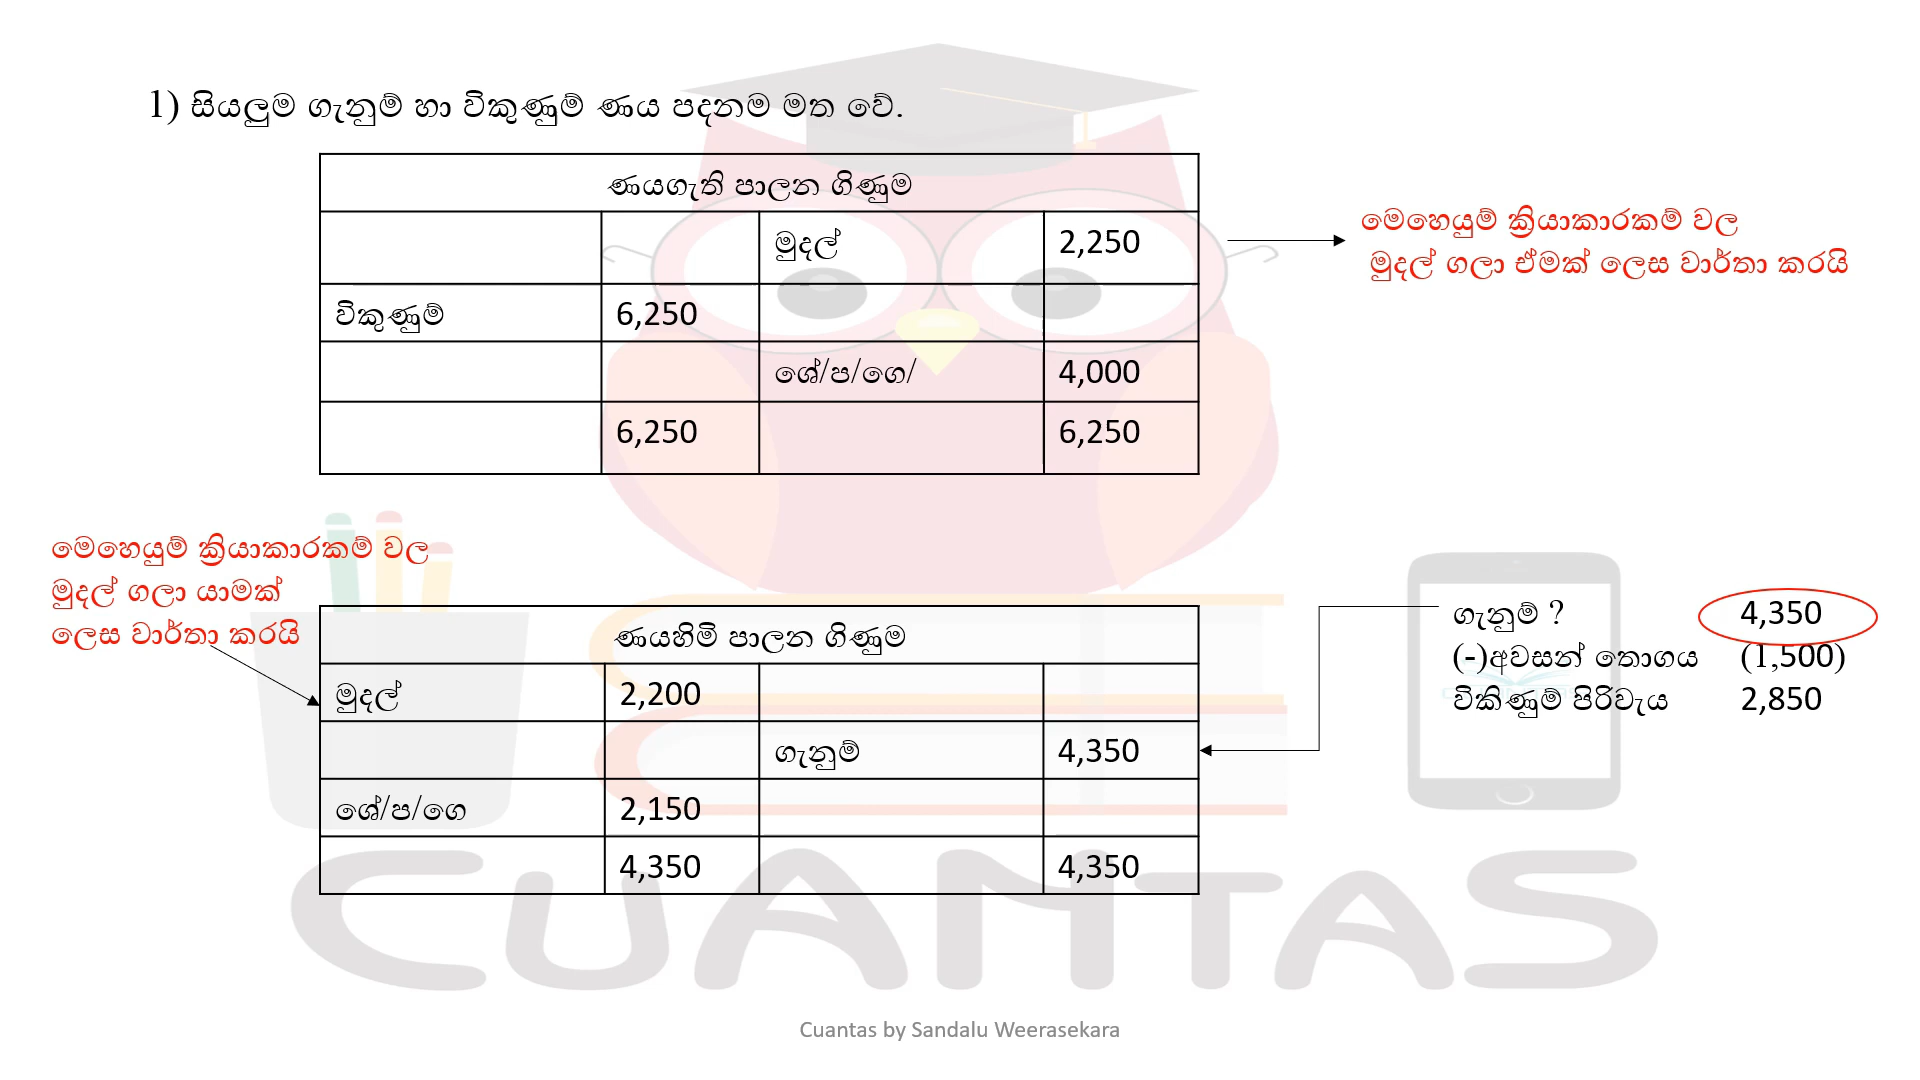 1) සියලුම ගැනුම් හා විකුණුම් ණය පදනම මත වේ.
ණයගැති පාලන ගිණුම
මුදල් 2,250
විකුණුම් 6,250
ශේ/ප/ගෙ/ 4,000
6,250 6,250
මෙහෙයුම් ක්‍රියාකාරකම් වල
මුදල් ගලා ඒමක් ලෙස වාර්තා කරයි
මෙහෙයුම් ක්‍රියාකාරකම් වල
මුදල් ගලා යාමක්
ලෙස වාර්තා කරයි
ණයහිමි පාලන ගිණුම
මුදල් 2,200
ගැනුම් 4,350
ශේ/ප/ගෙ 2,150
4,350 4,350
ගැනුම් ? 4,350
(-)අවසන් තොගය (1,500)
විකිණුම් පිරිවැය 2,850
CUANTAS
Cuantas by Sandalu Weerasekara